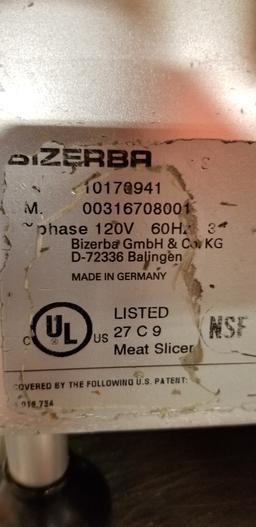 BIZERBA
10170941
M. 00316708001
phase 120V 60Hz 3
Bizerba GmbH & Co. KG
D-72336 Balingen
MADE IN GERMANY
C UL US
LISTED
27 C 9
Meat Slicer
NSF
COVERED BY THE FOLLOWING U.S. PATENT: